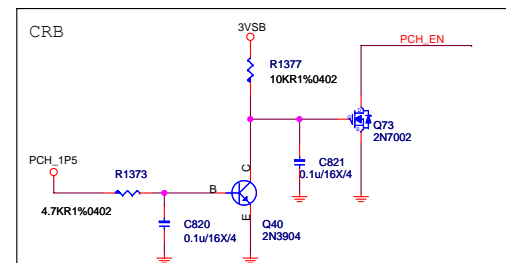 CRB
3VSB
PCH_EN
R1377
10KR1%0402
Q73
2N7002
PCH_1P5
R1373
C
C821
0.1u/16X/4
B
4.7KR1%0402
C820
0.1u/16X/4
E
Q40
2N3904